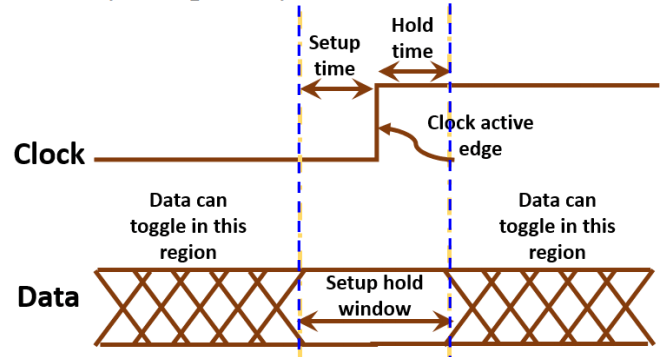 Setup
time
Hold
time
Clock
Clock active
edge
Data can
toggle in this
region
Data can
toggle in this
region
Data
Setup hold
window